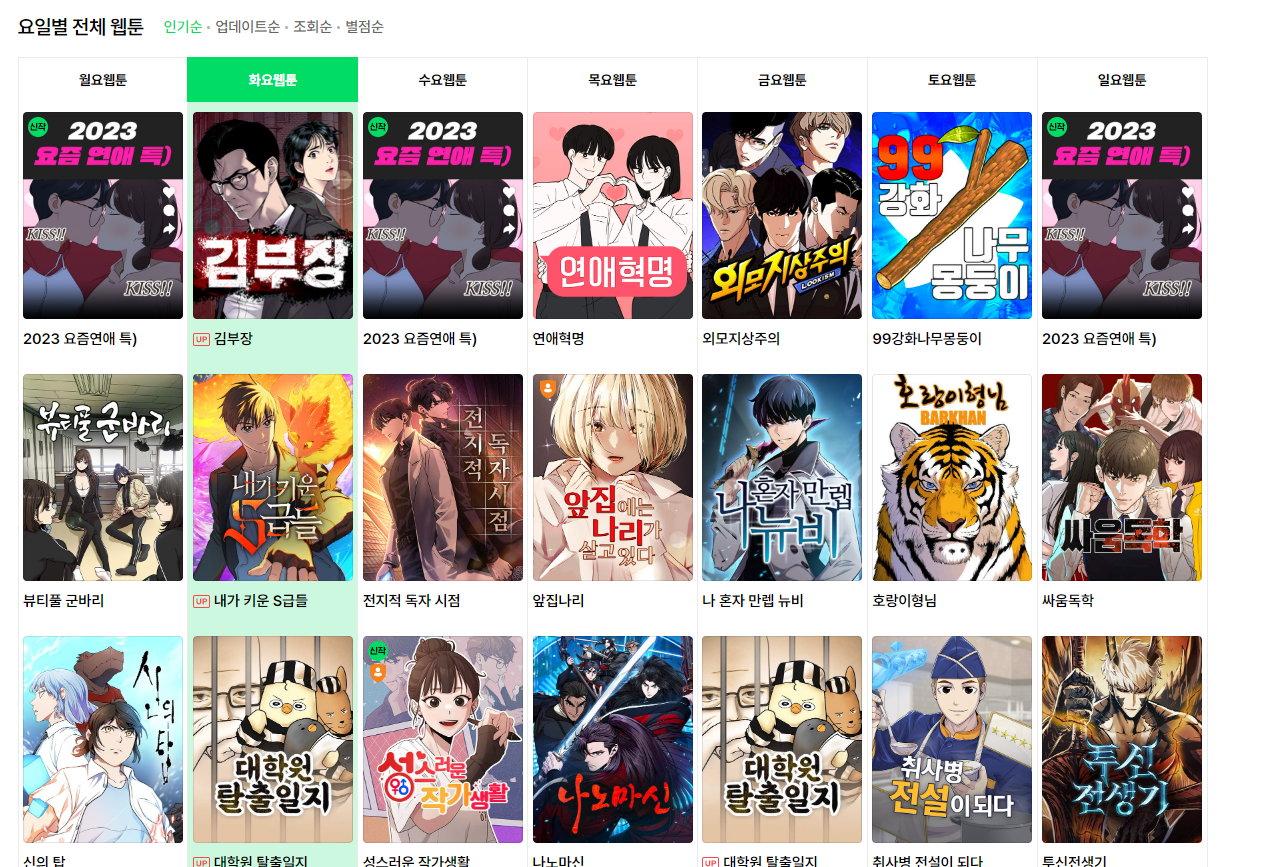 요일별 전체 웹툰
인기순 • 업데이트순 • 조회순 • 별점순
월요웹툰 화요웹툰 수요웹툰 목요웹툰 금요웹툰 토요웹툰 일요웹툰
신작
2023
요즘 연애 특)
KISS!!
KISS!!
김부장
신작
2023
요즘 연애 특)
KISS!!
KISS!!
연애혁명
외모지상주의
LOOKISM
99
강화
나무
몽둥이
신작
2023
요즘 연애 특)
KISS!!
KISS!!
2023 요즘연애 특)
UP 김부장
2023 요즘연애 특)
연애혁명
외모지상주의
99강화나무몽둥이
2023 요즘연애 특)
뷰티풀 군바리
내가 키운
S급들
전지적
독자시점
앞집에는
나리가
살고있다
나 혼자 만렙
뉴비
호랑이형님
BARKHAN
싸움독학
뷰티풀 군바리
UP 내가 키운 S급들
전지적 독자 시점
앞집나리
나 혼자 만렙 뉴비
호랑이형님
싸움독학
신의 탑
대학원
탈출일지
신작
성스러운
작가생활
나노마신
대학원
탈출일지
취사병
전설이 되다
투신
전생기
신의 탑
UP 대학원 탈출일지
성스러운 작가생활
나노마신
UP 대학원 탈출일지
취사병 전설이 되다
투신전생기